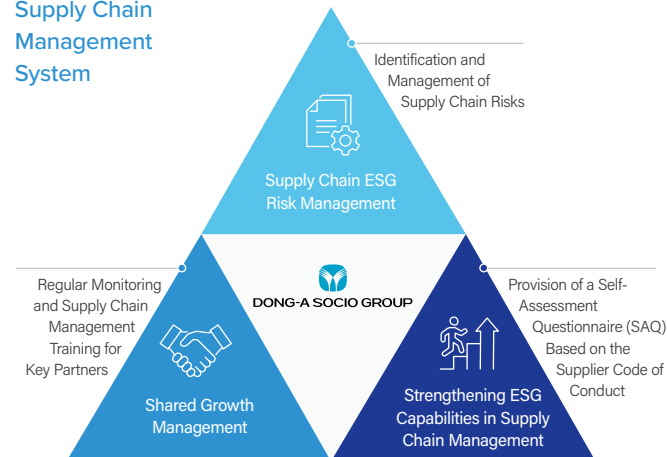 Supply Chain
Management
System
Identification and
Management of
Supply Chain Risks
Supply Chain ESG
Risk Management
DONG-A SOCIO GROUP
Regular Monitoring
and Supply Chain
Management
Training for
Key Partners
Shared Growth
Management
Provision of a Self-
Assessment
Questionnaire (SAQ)
Based on the
Supplier Code of
Conduct
Strengthening ESG
Capabilities in Supply
Chain Management